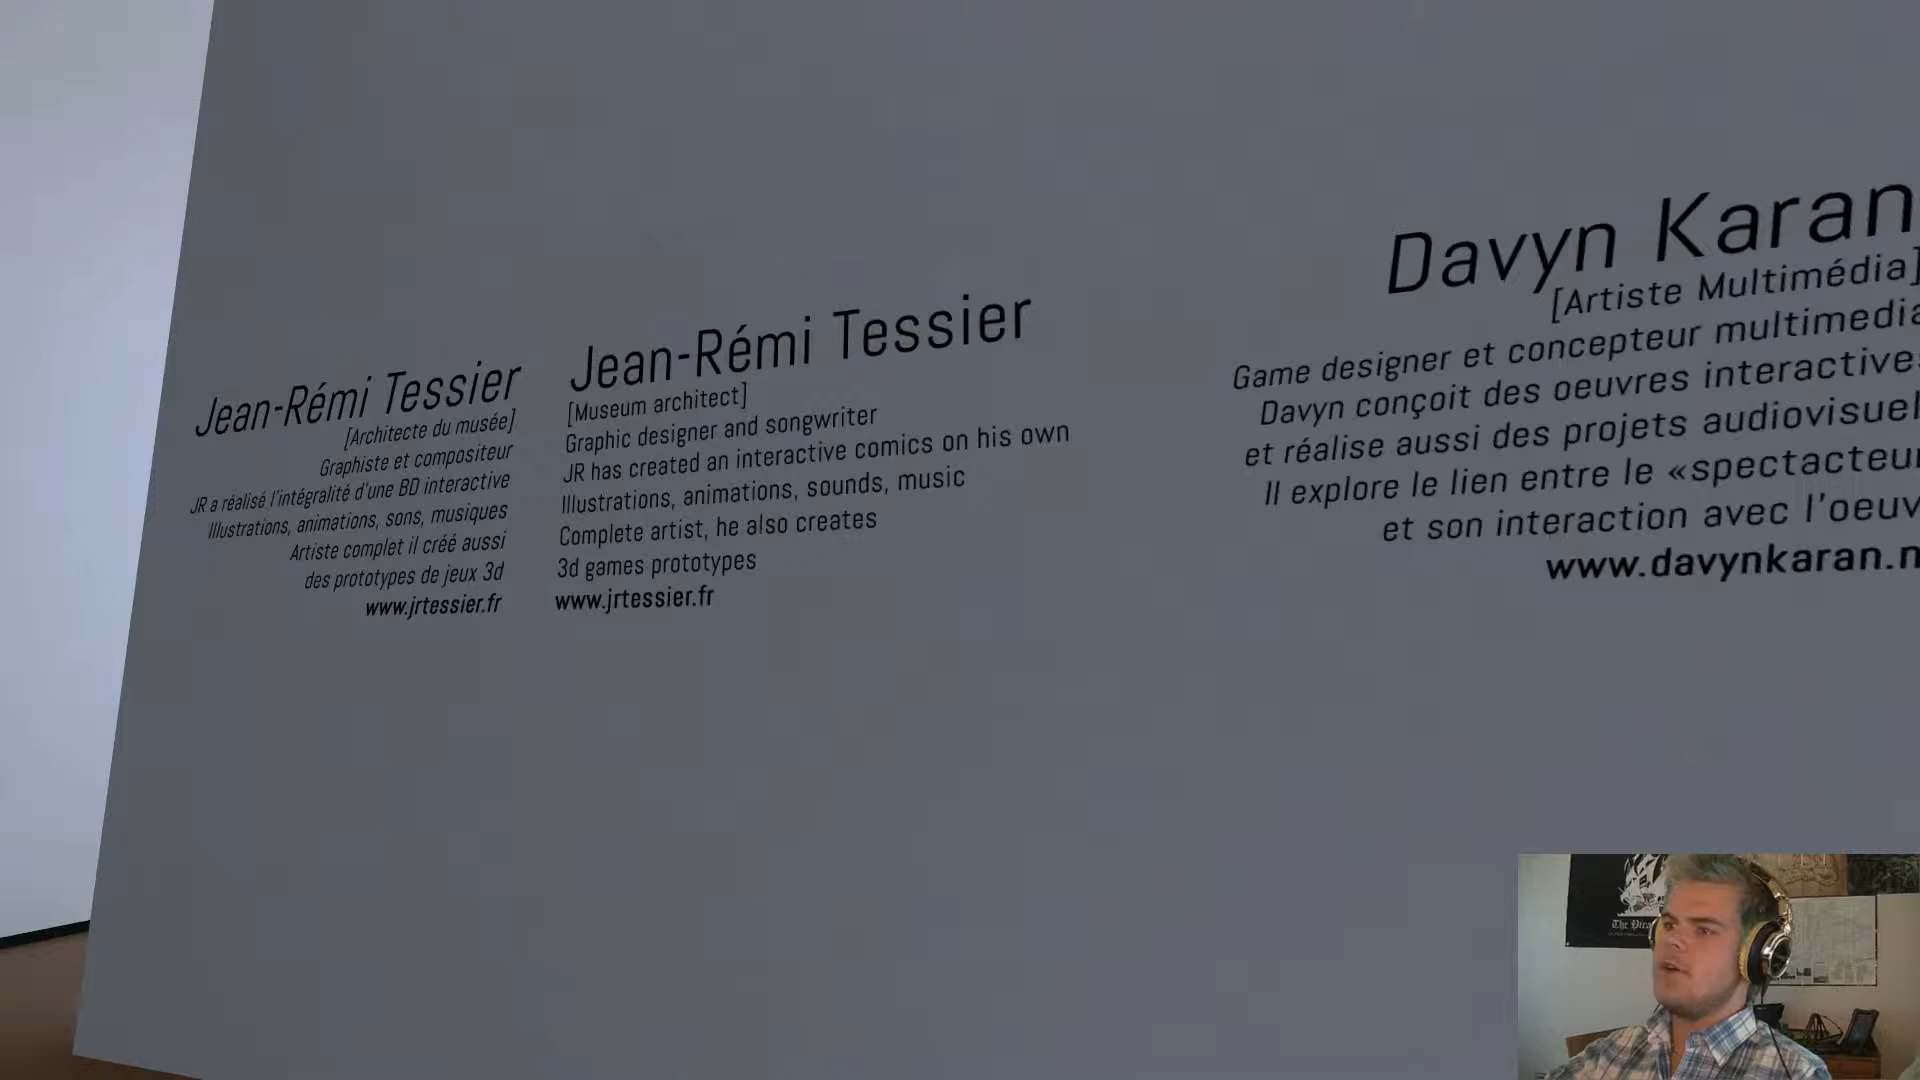 Jean-Rémi Tessier
[Architecte du musée]
Graphiste et compositeur
JR a réalisé l'intégralité d'une BD interactive
Illustrations, animations, sons, musiques
Artiste complet il créé aussi
des prototypes de jeux 3d
www.jrtessier.fr
Jean-Rémi Tessier
[Museum architect]
Graphic designer and songwriter
JR has created an interactive comics on his own
Illustrations, animations, sounds, music
Complete artist, he also creates
3d games prototypes
www.jrtessier.fr
Davyn Karan
[Artiste Multimédia]
Game designer et concepteur multimedia
Davyn conçoit des oeuvres interactives
et réalise aussi des projets audiovisuel
Il explore le lien entre le «spectacteur
et son interaction avec l'oeuv
www.davynkaran.n
The